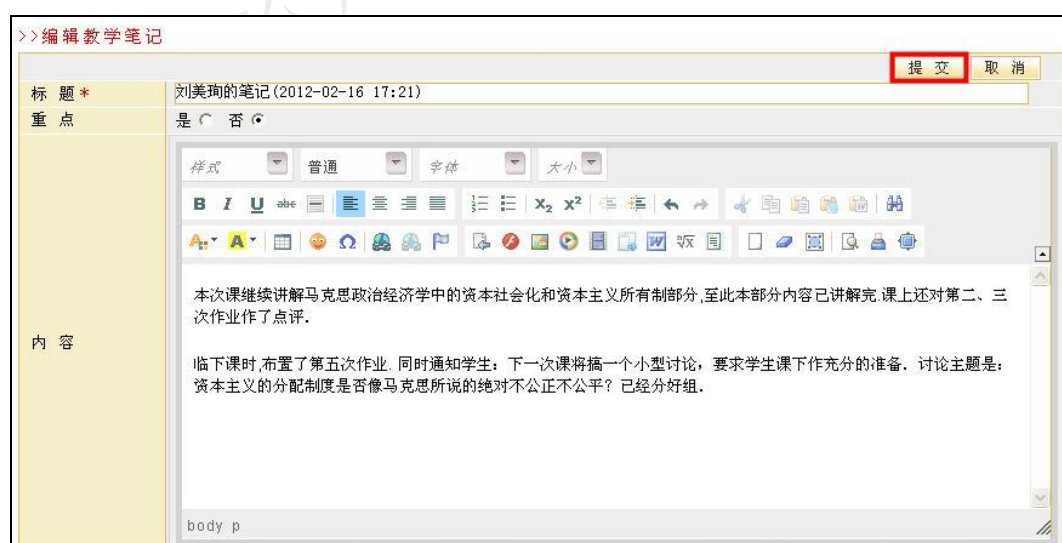 >>编辑教学笔记
提 交 取 消
标 题*
刘美珣的笔记(2012-02-16 17:21)
重 点
是 否
样式 普通 字体 大小
B I U abc X₂ X²
A A Ω W √x
本次课继续讲解马克思政治经济学中的资本社会化和资本主义所有制部分,至此本部分内容已讲解完.课上还对第二、三
次作业作了点评.
内 容
临下课时,布置了第五次作业.同时通知学生：下一次课将搞一个小型讨论，要求学生课下作充分的准备．讨论主题是：
资本主义的分配制度是否像马克思所说的绝对不公正不公平？已经分好组．
body p